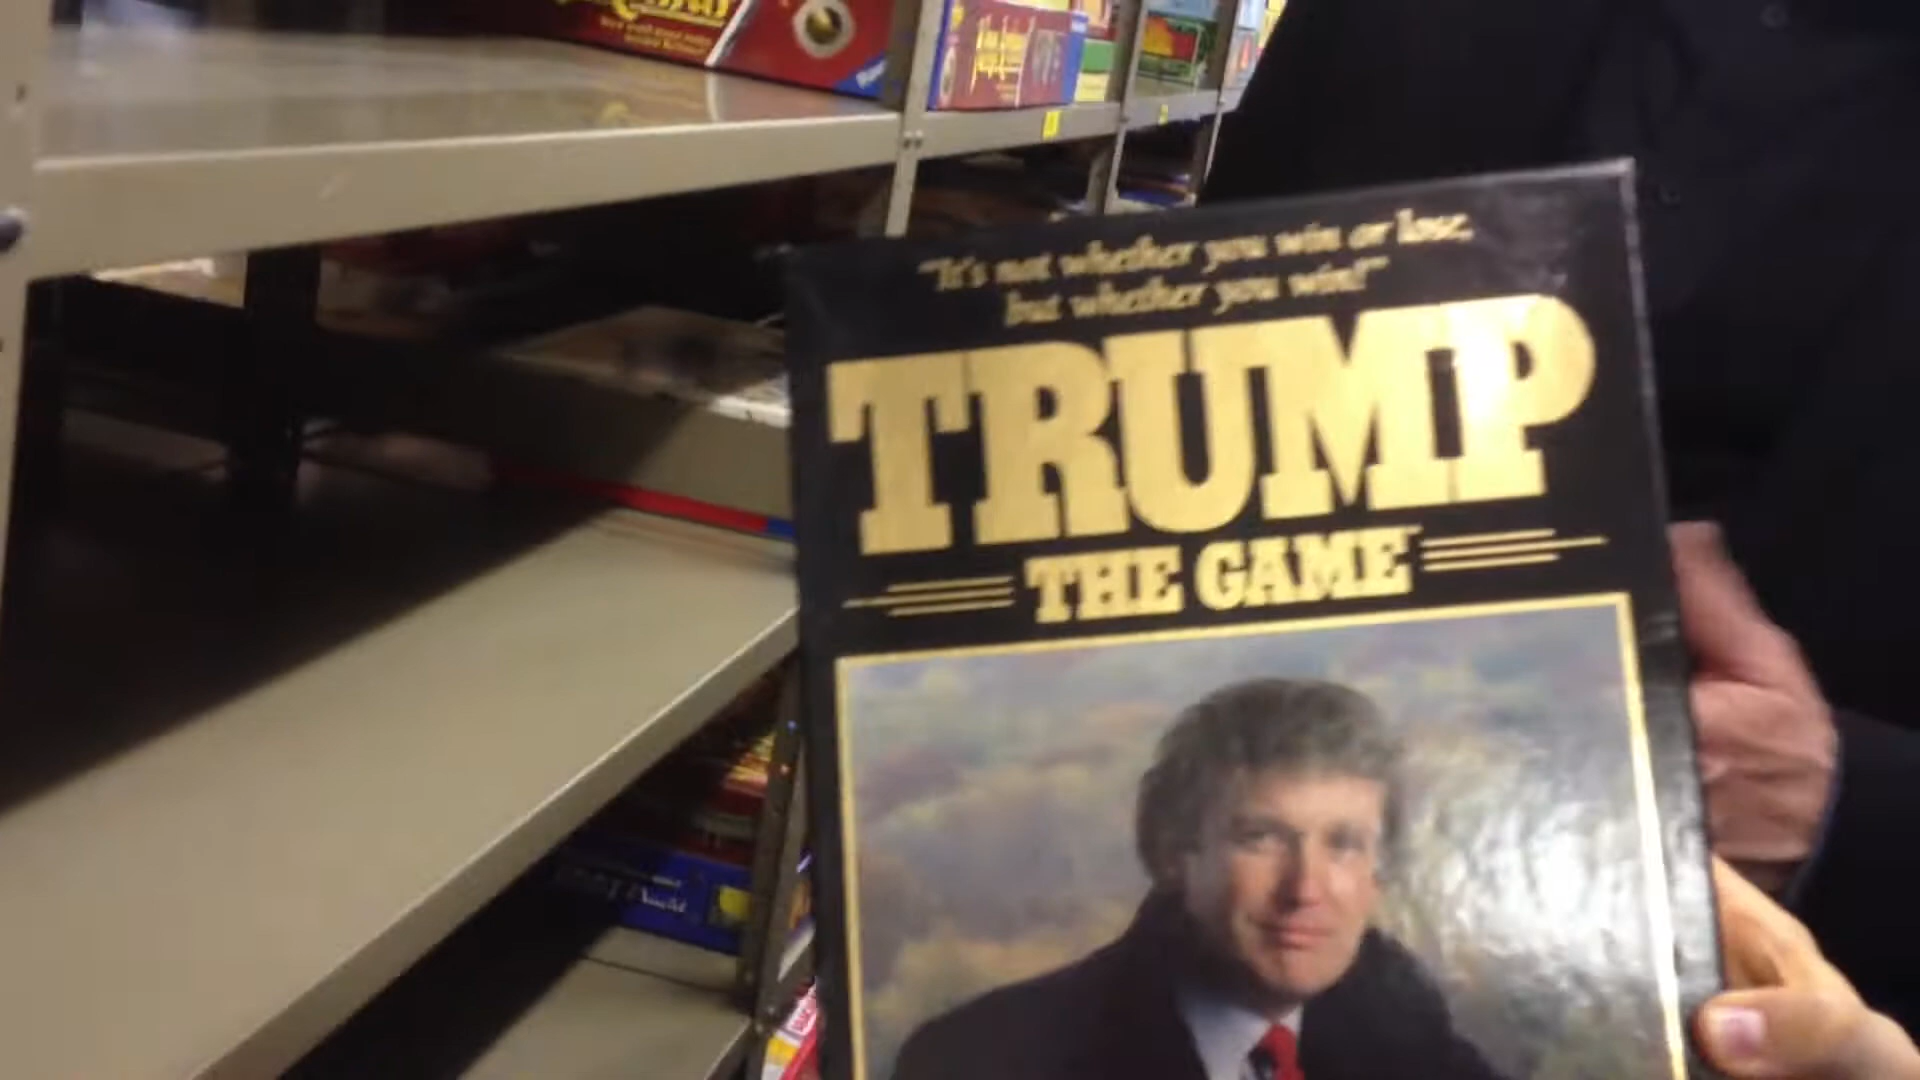 "It's not whether you win or lose,
but whether you win!"
TRUMP
THE GAME